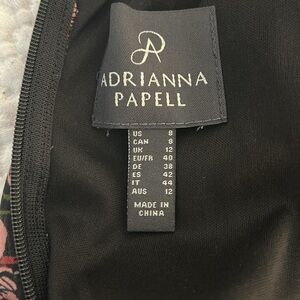 ADRIANNA
PAPELL
US 8
CAN 8
UK 12
EU/FR 40
DE 38
ES 42
IT 44
AUS 12
MADE IN
CHINA